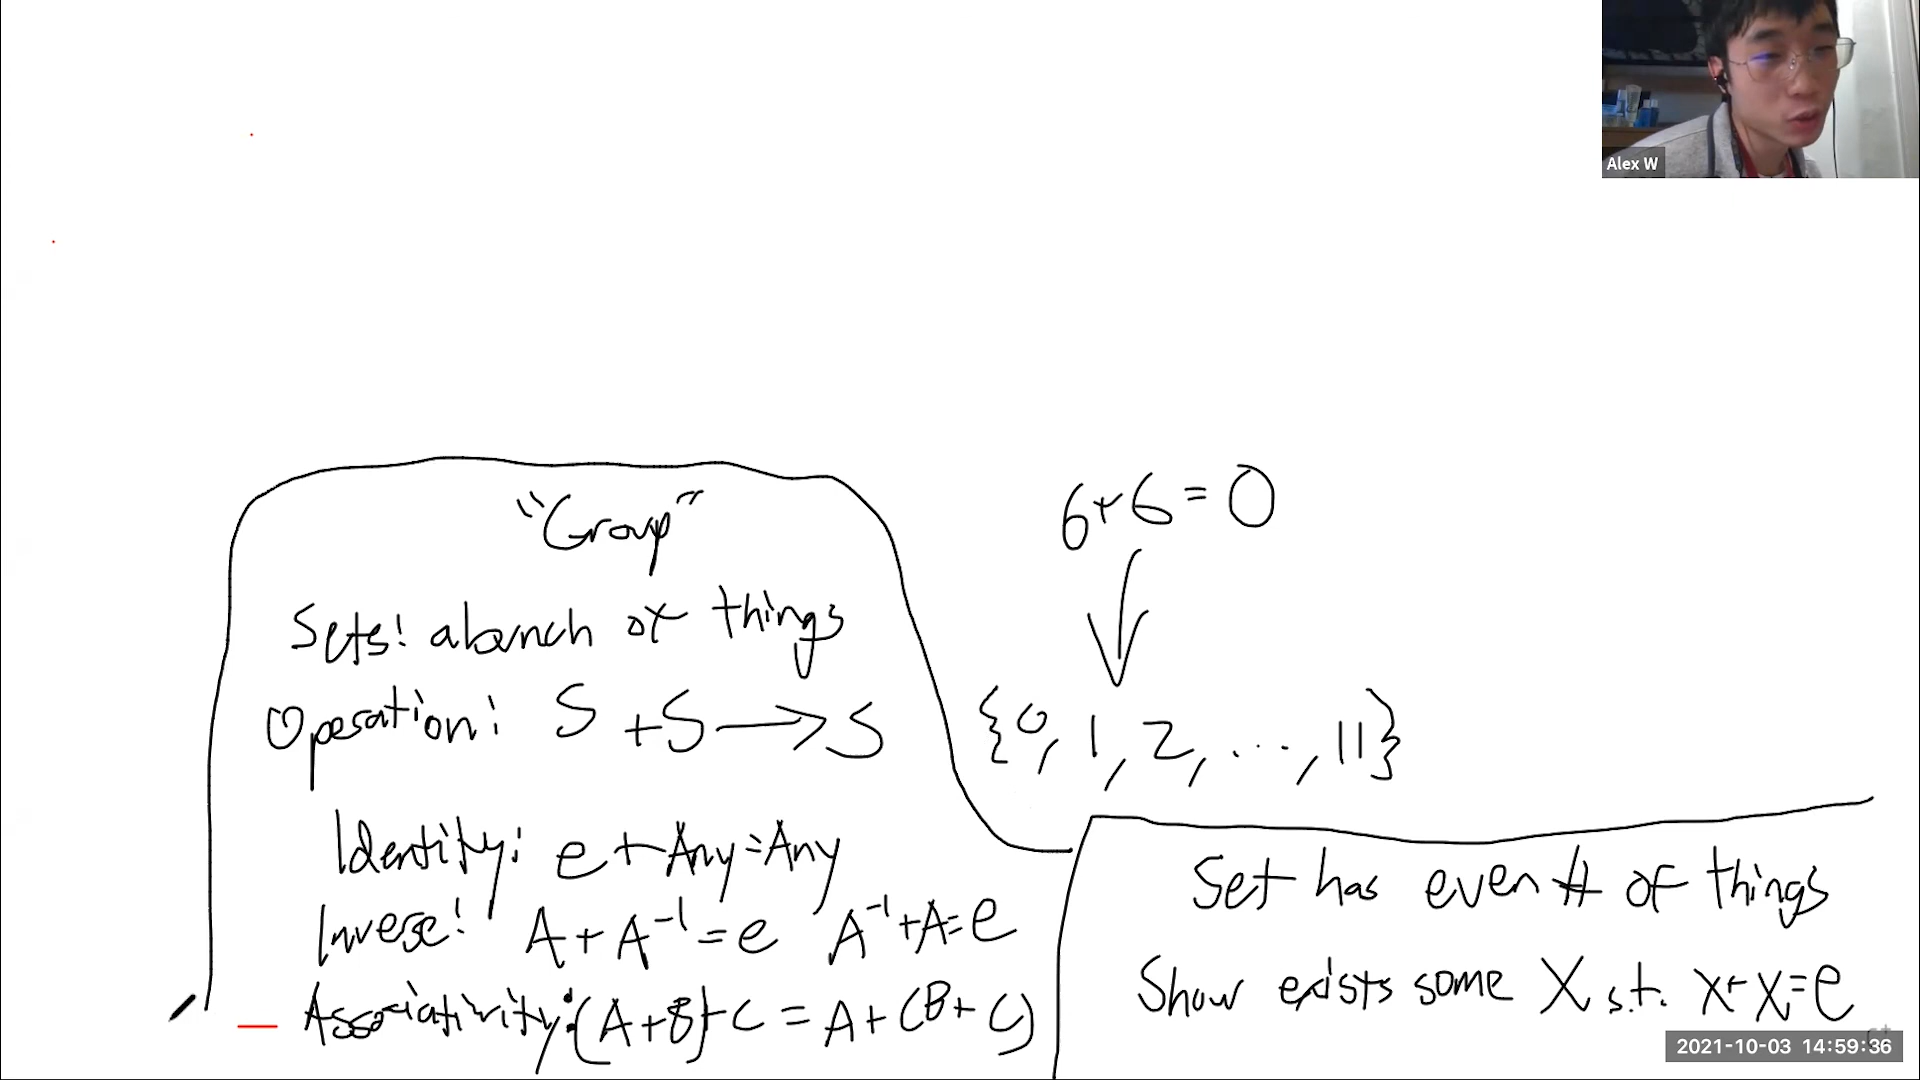 Alex W
"Group"
Sets: a bunch of things
Operation: S + S → S
Identity: e + Any = Any
Inverse: A + A⁻¹ = e A⁻¹ + A = e
Associativity: (A + B) + C = A + (B + C)
6 + 6 = 0
{0, 1, 2, ..., 11}
Set has even # of things
Show exists some X s.t. X + X = e
2021-10-03 14:59:36